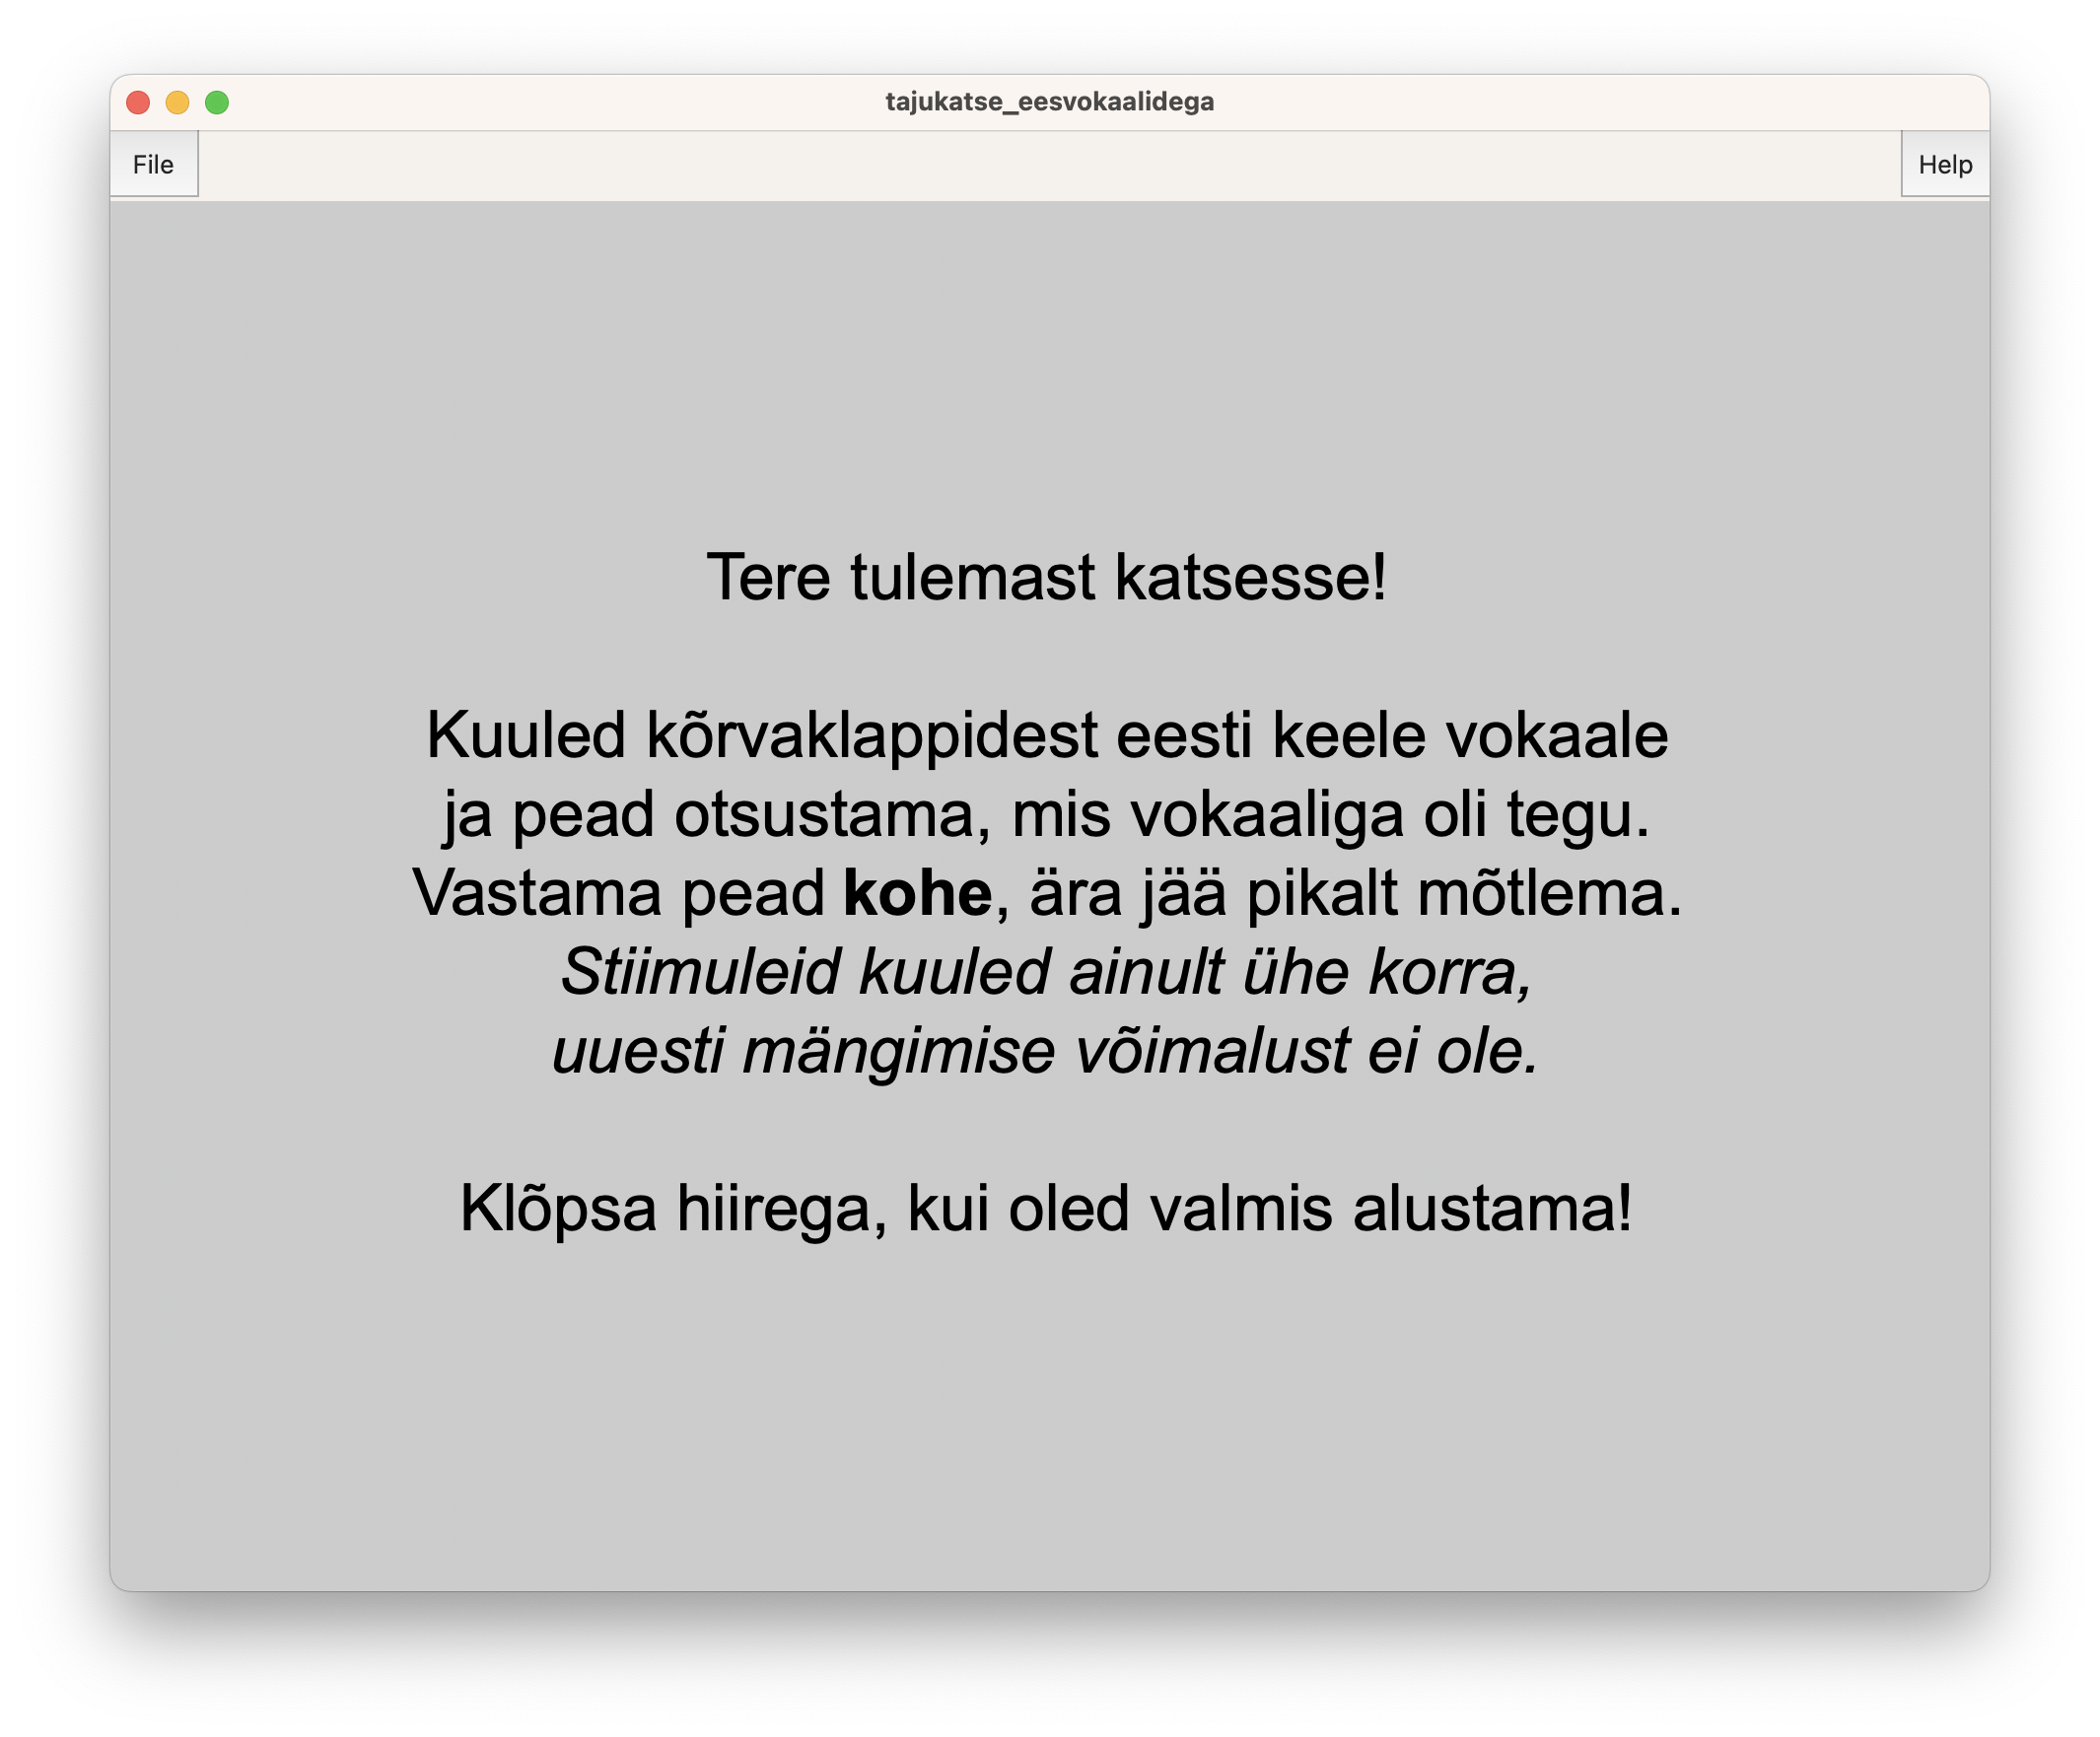 tajukatse_eesvokaalidega
File
Help
Tere tulemast katsesse!
Kuuled kõrvaklappidest eesti keele vokaale
ja pead otsustama, mis vokaaliga oli tegu.
Vastama pead kohe, ära jää pikalt mõtlema.
Stiimuleid kuuled ainult ühe korra,
uuesti mängimise võimalust ei ole.
Klõpsa hiirega, kui oled valmis alustama!